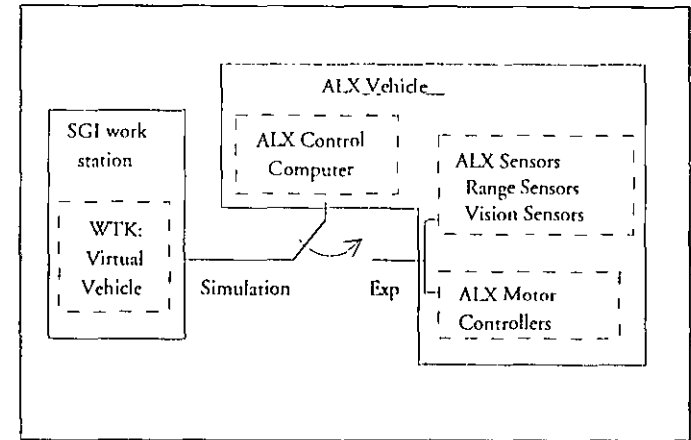 ALX Vehicle
SGI work
station
ALX Control
Computer
ALX Sensors
Range Sensors
Vision Sensors
WTK:
Virtual
Vehicle
Simulation
Exp
ALX Motor
Controllers